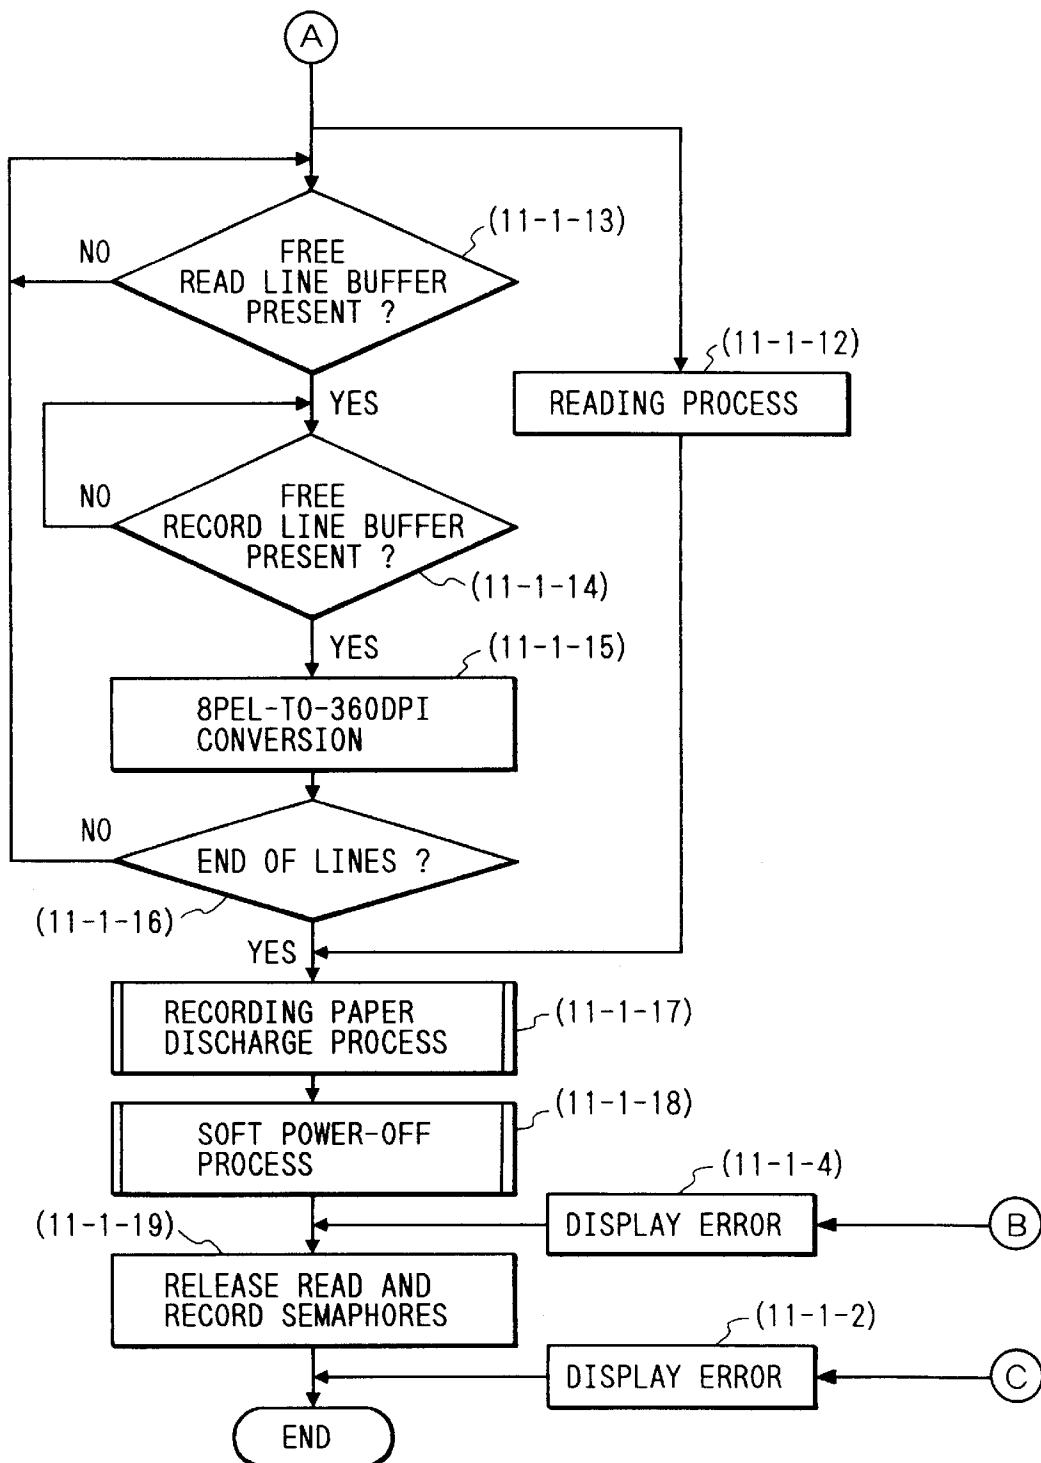 A
(11-1-13)
NO
FREE
READ LINE BUFFER
PRESENT ?
(11-1-12)
YES
READING PROCESS
NO
FREE
RECORD LINE BUFFER
PRESENT ?
(11-1-14)
YES
(11-1-15)
8PEL-TO-360DPI
CONVERSION
NO
END OF LINES ?
(11-1-16)
YES
RECORDING PAPER
DISCHARGE PROCESS
(11-1-17)
SOFT POWER-OFF
PROCESS
(11-1-18)
(11-1-4)
(11-1-19)
DISPLAY ERROR
B
RELEASE READ AND
RECORD SEMAPHORES
(11-1-2)
DISPLAY ERROR
C
END